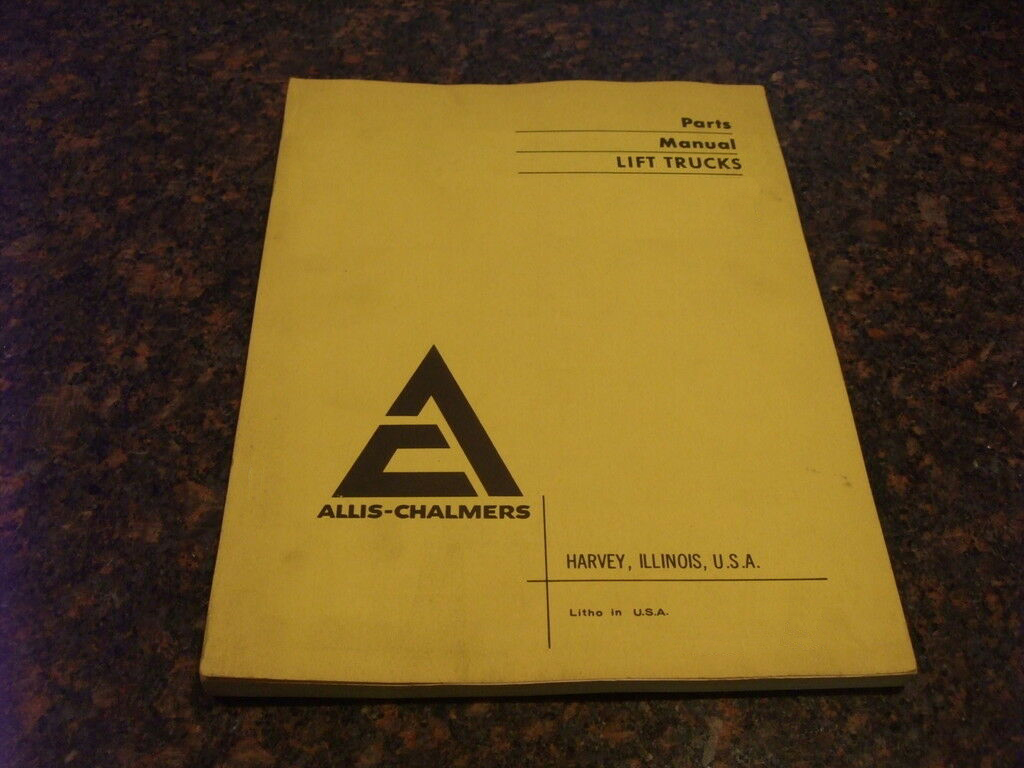 Parts
Manual
LIFT TRUCKS
ALLIS-CHALMERS
HARVEY, ILLINOIS, U.S.A.
Litho in U.S.A.